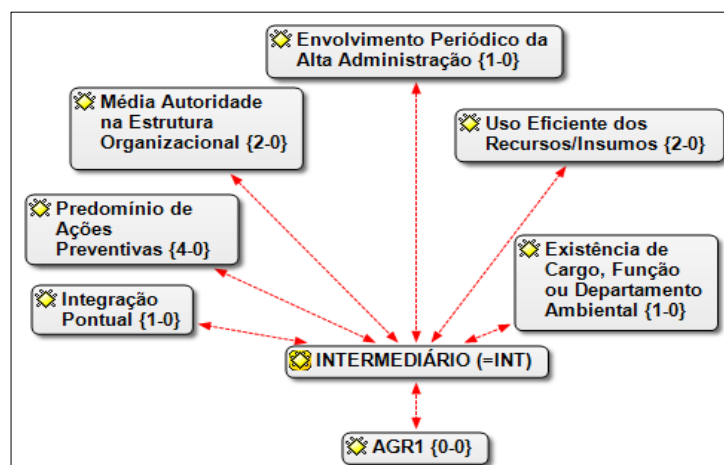 Envolvimento Periódico da
Alta Administração {1-0}
Média Autoridade
na Estrutura
Organizacional {2-0}
Uso Eficiente dos
Recursos/Insumos {2-0}
Predomínio de
Ações
Preventivas {4-0}
Existência de
Cargo, Função
ou Departamento
Ambiental {1-0}
Integração
Pontual {1-0}
INTERMEDIÁRIO (=INT)
AGR1 {0-0}